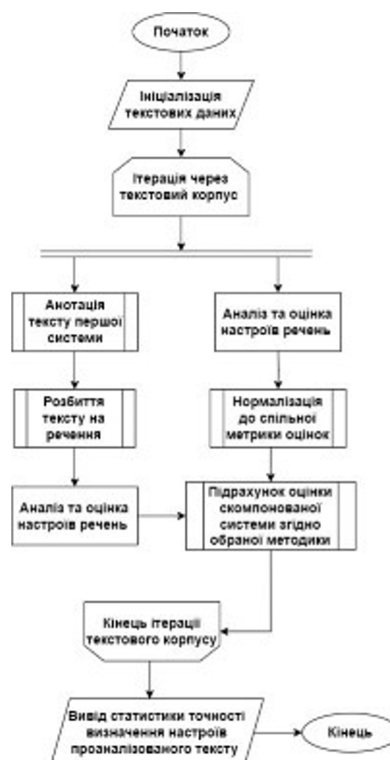 Початок
Ініціалізація
текстових даних
Ітерація через
текстовий корпус
Анотація
тексту першої
системи
Аналіз та оцінка
настроїв речень
Розбиття
тексту на
речення
Нормалізація
до спільної
метрики оцінок
Аналіз та оцінка
настроїв речень
Підрахунок оцінки
скомпонованої
системи згідно
обраної методики
Кінець ітерації
текстового корпусу
Вивід статистики точності
визначення настроїв
проаналізованого тексту
Кінець